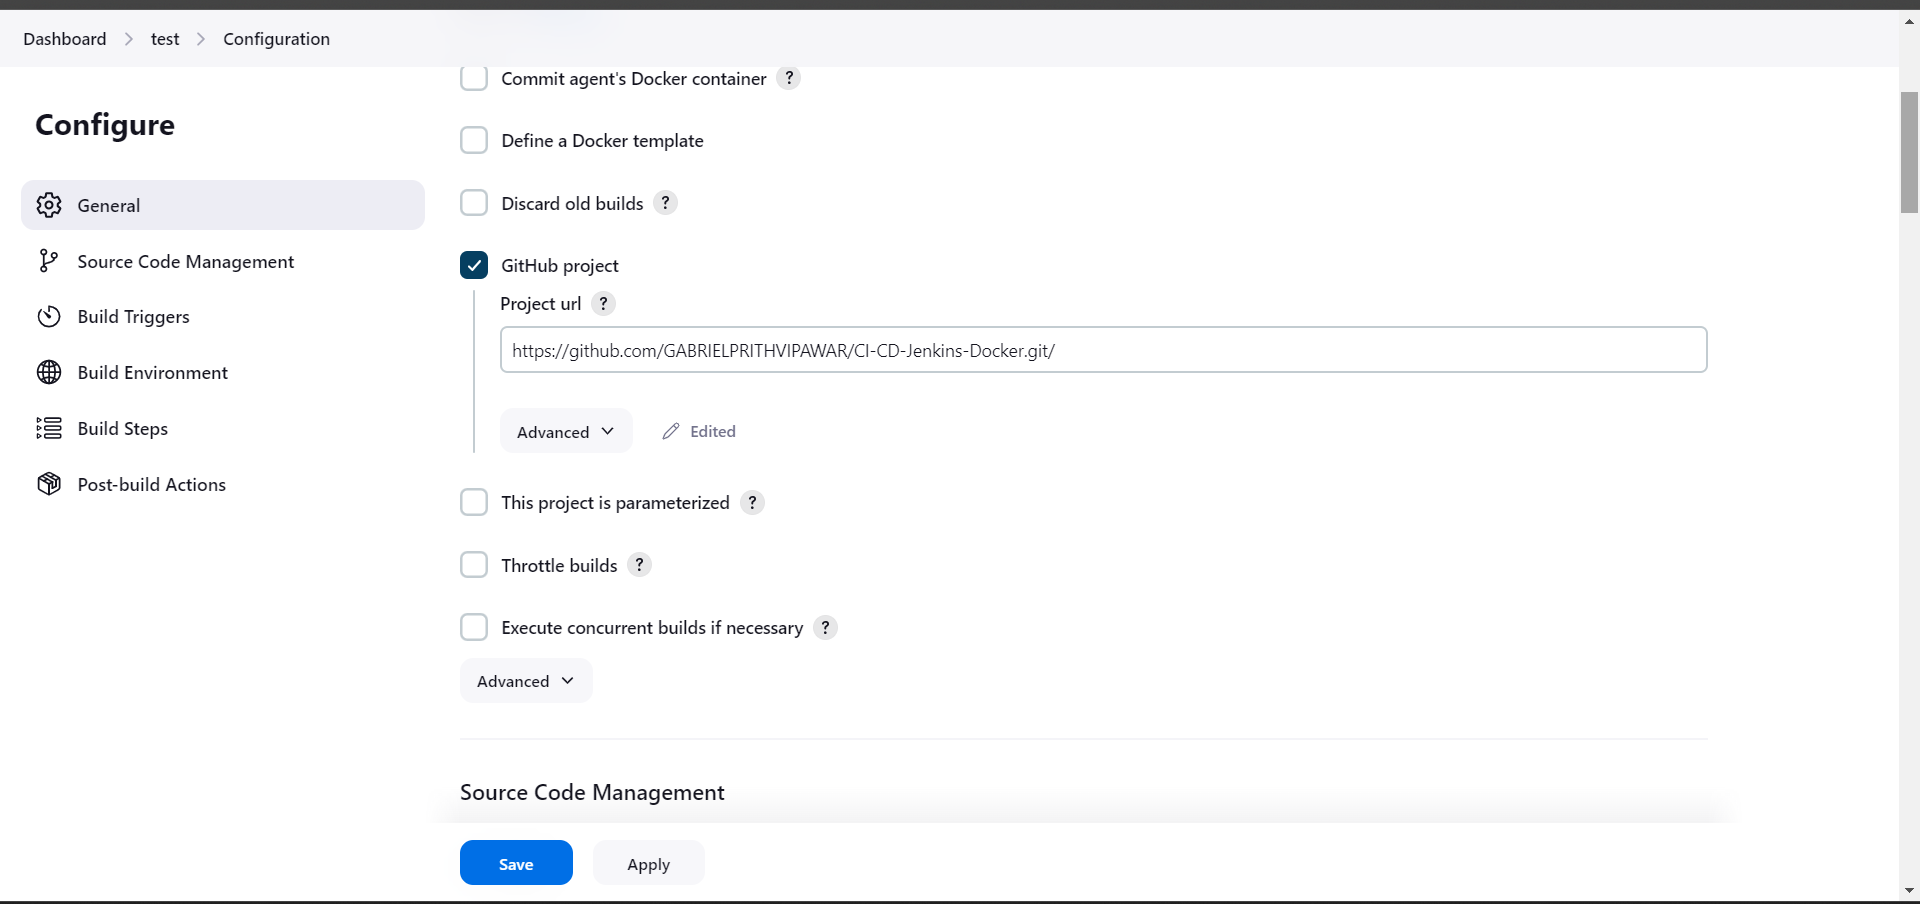 Dashboard > test > Configuration
Configure
General
Source Code Management
Build Triggers
Build Environment
Build Steps
Post-build Actions
Commit agent's Docker container ?
Define a Docker template
Discard old builds ?
GitHub project
Project url ?
https://github.com/GABRIELPRITHVIPAWAR/CI-CD-Jenkins-Docker.git/
Advanced Edited
This project is parameterized ?
Throttle builds ?
Execute concurrent builds if necessary ?
Advanced
Source Code Management
Save Apply